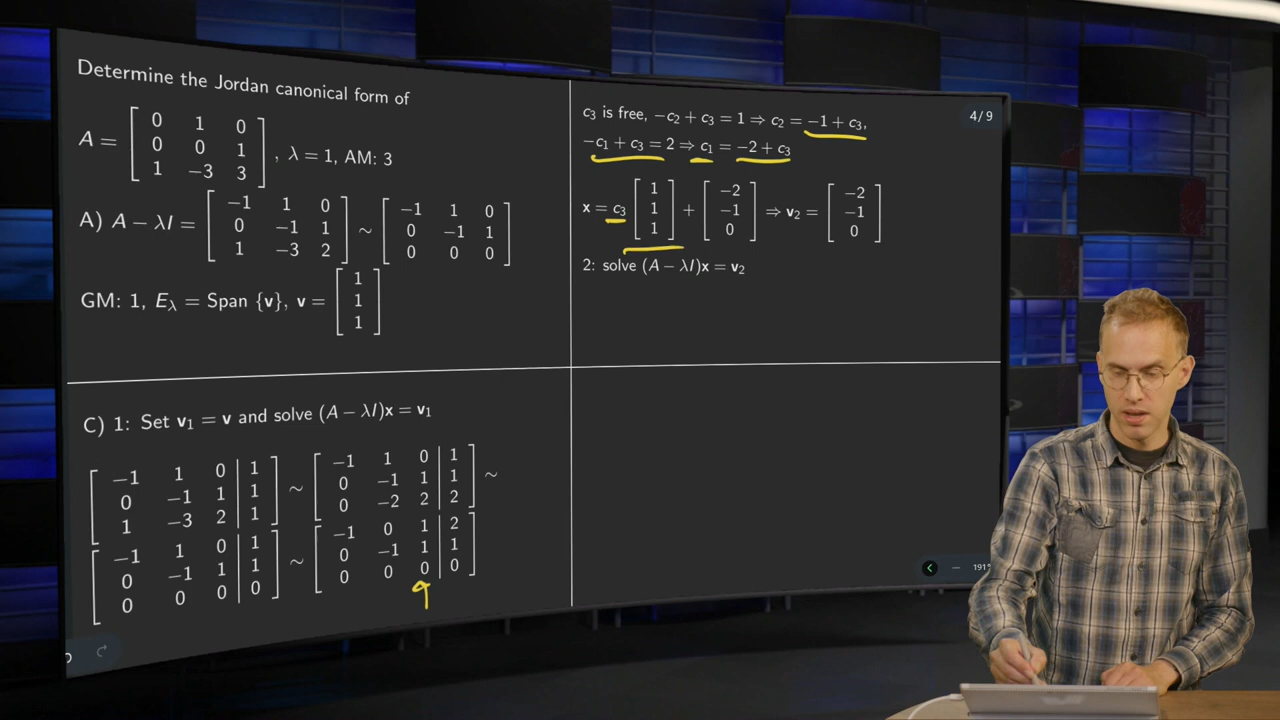 Determine the Jordan canonical form of
A = [ 0 1 0 ; 0 0 1 ; 1 −3 3 ], λ = 1, AM: 3
A) A − λI = [ −1 1 0 ; 0 −1 1 ; 1 −3 2 ] ~ [ −1 1 0 ; 0 −1 1 ; 0 0 0 ]
GM: 1, E_λ = Span {v}, v = [ 1 ; 1 ; 1 ]
c₃ is free, −c₂ + c₃ = 1 ⇒ c₂ = −1 + c₃,
−c₁ + c₃ = 2 ⇒ c₁ = −2 + c₃
x = c₃ [ 1 ; 1 ; 1 ] + [ −2 ; −1 ; 0 ] ⇒ v₂ = [ −2 ; −1 ; 0 ]
2: solve (A − λI)x = v₂
4/9
C) 1: Set v₁ = v and solve (A − λI)x = v₁
[ −1 1 0 | 1 ; 0 −1 1 | 1 ; 1 −3 2 | 1 ] ~ [ −1 1 0 | 1 ; 0 −1 1 | 1 ; 0 −2 2 | 2 ] ~
[ −1 1 0 | 1 ; 0 −1 1 | 1 ; 0 0 0 | 0 ] ~ [ −1 0 1 | 2 ; 0 −1 1 | 1 ; 0 0 0 | 0 ]